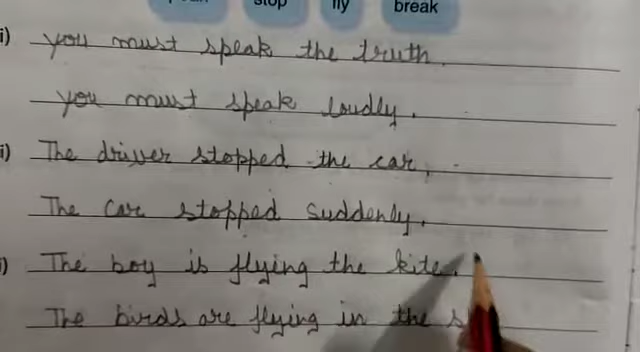 stop fly break
i) you must speak the truth.
you must speak loudly.
i) The driver stopped the car,
The car stopped suddenly.
i) The boy is flying the kite.
The birds are flying in the